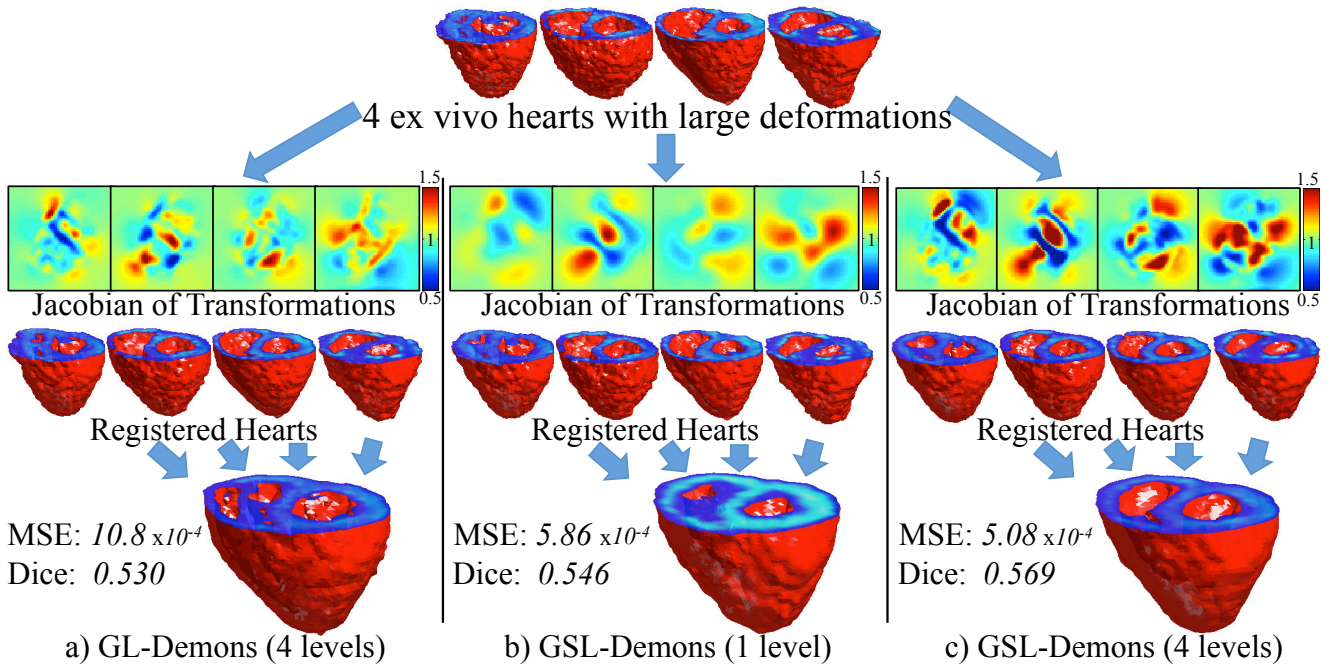 4 ex vivo hearts with large deformations
1.5
1
0.5
Jacobian of Transformations
Registered Hearts
MSE: 10.8 x10-4
Dice: 0.530
a) GL-Demons (4 levels)
1.5
1
0.5
Jacobian of Transformations
Registered Hearts
MSE: 5.86 x10-4
Dice: 0.546
b) GSL-Demons (1 level)
1.5
1
0.5
Jacobian of Transformations
Registered Hearts
MSE: 5.08 x10-4
Dice: 0.569
c) GSL-Demons (4 levels)